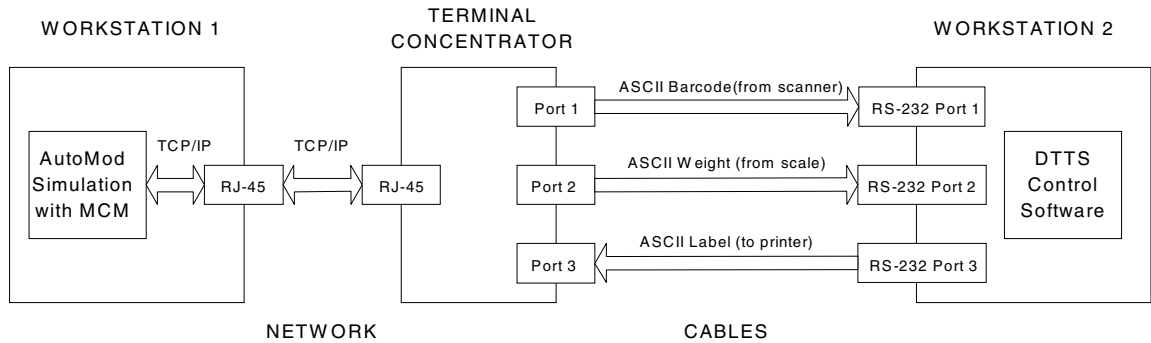 WORKSTATION 1
TERMINAL
CONCENTRATOR
WORKSTATION 2
AutoMod
Simulation
with MCM
TCP/IP
RJ-45
TCP/IP
RJ-45
Port 1
ASCII Barcode(from scanner)
RS-232 Port 1
Port 2
ASCII Weight (from scale)
RS-232 Port 2
Port 3
ASCII Label (to printer)
RS-232 Port 3
DTTS
Control
Software
NETWORK
CABLES